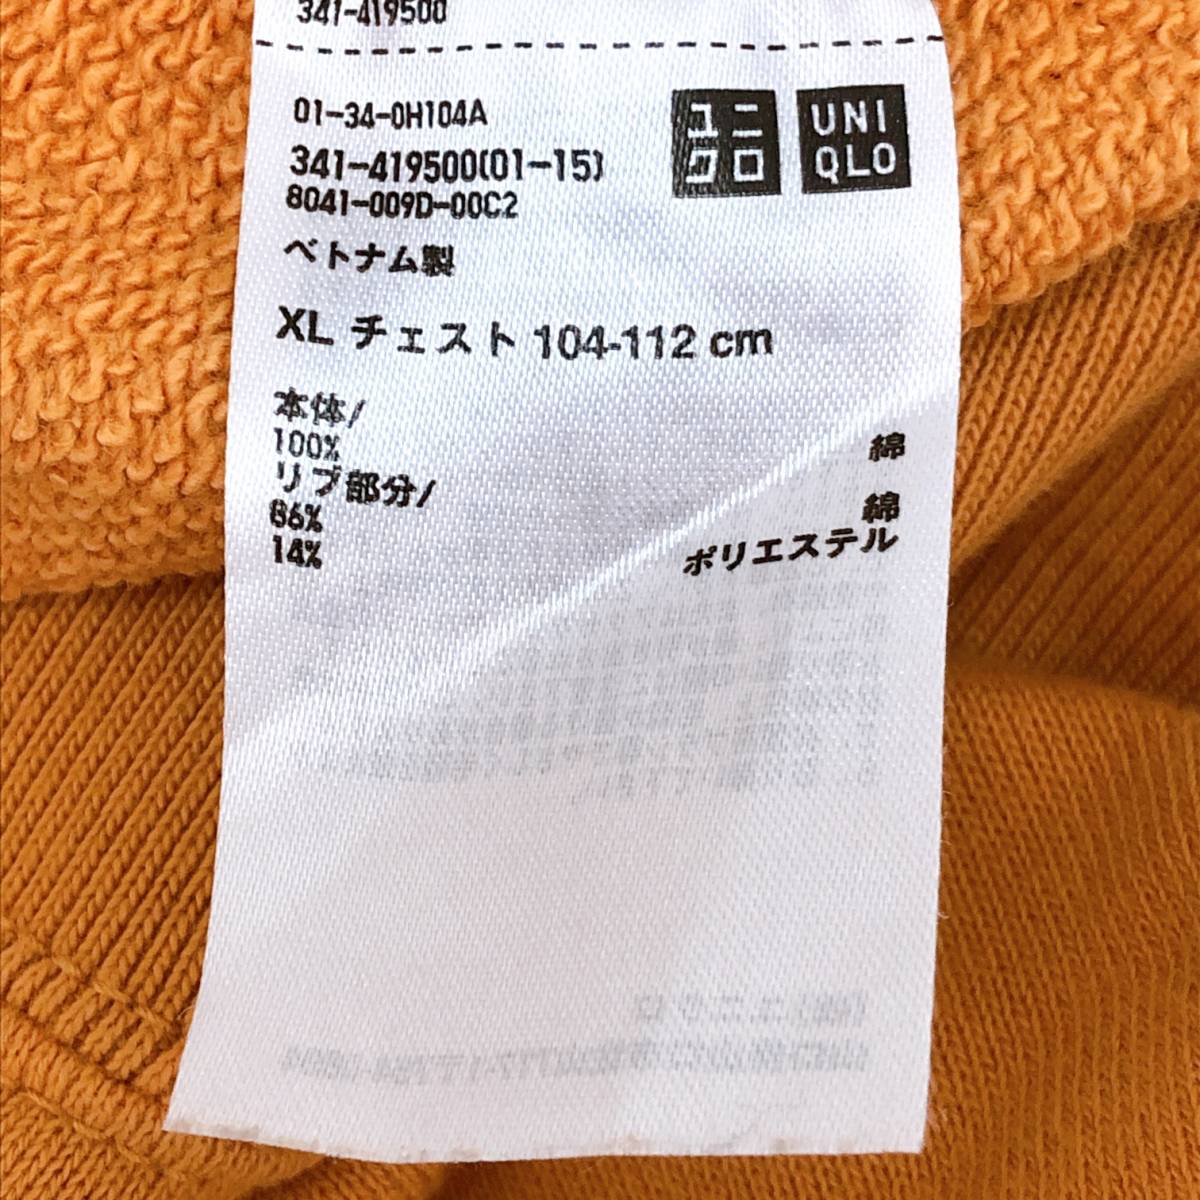 341-419500
01-34-0H104A
341-419500(01-15)
8041-009D-00C2
ユニ
クロ
UNI
QLO
ベトナム製
XL チェスト 104-112 cm
本体/
100% 綿
リブ部分/
86% 綿
14% ポリエステル